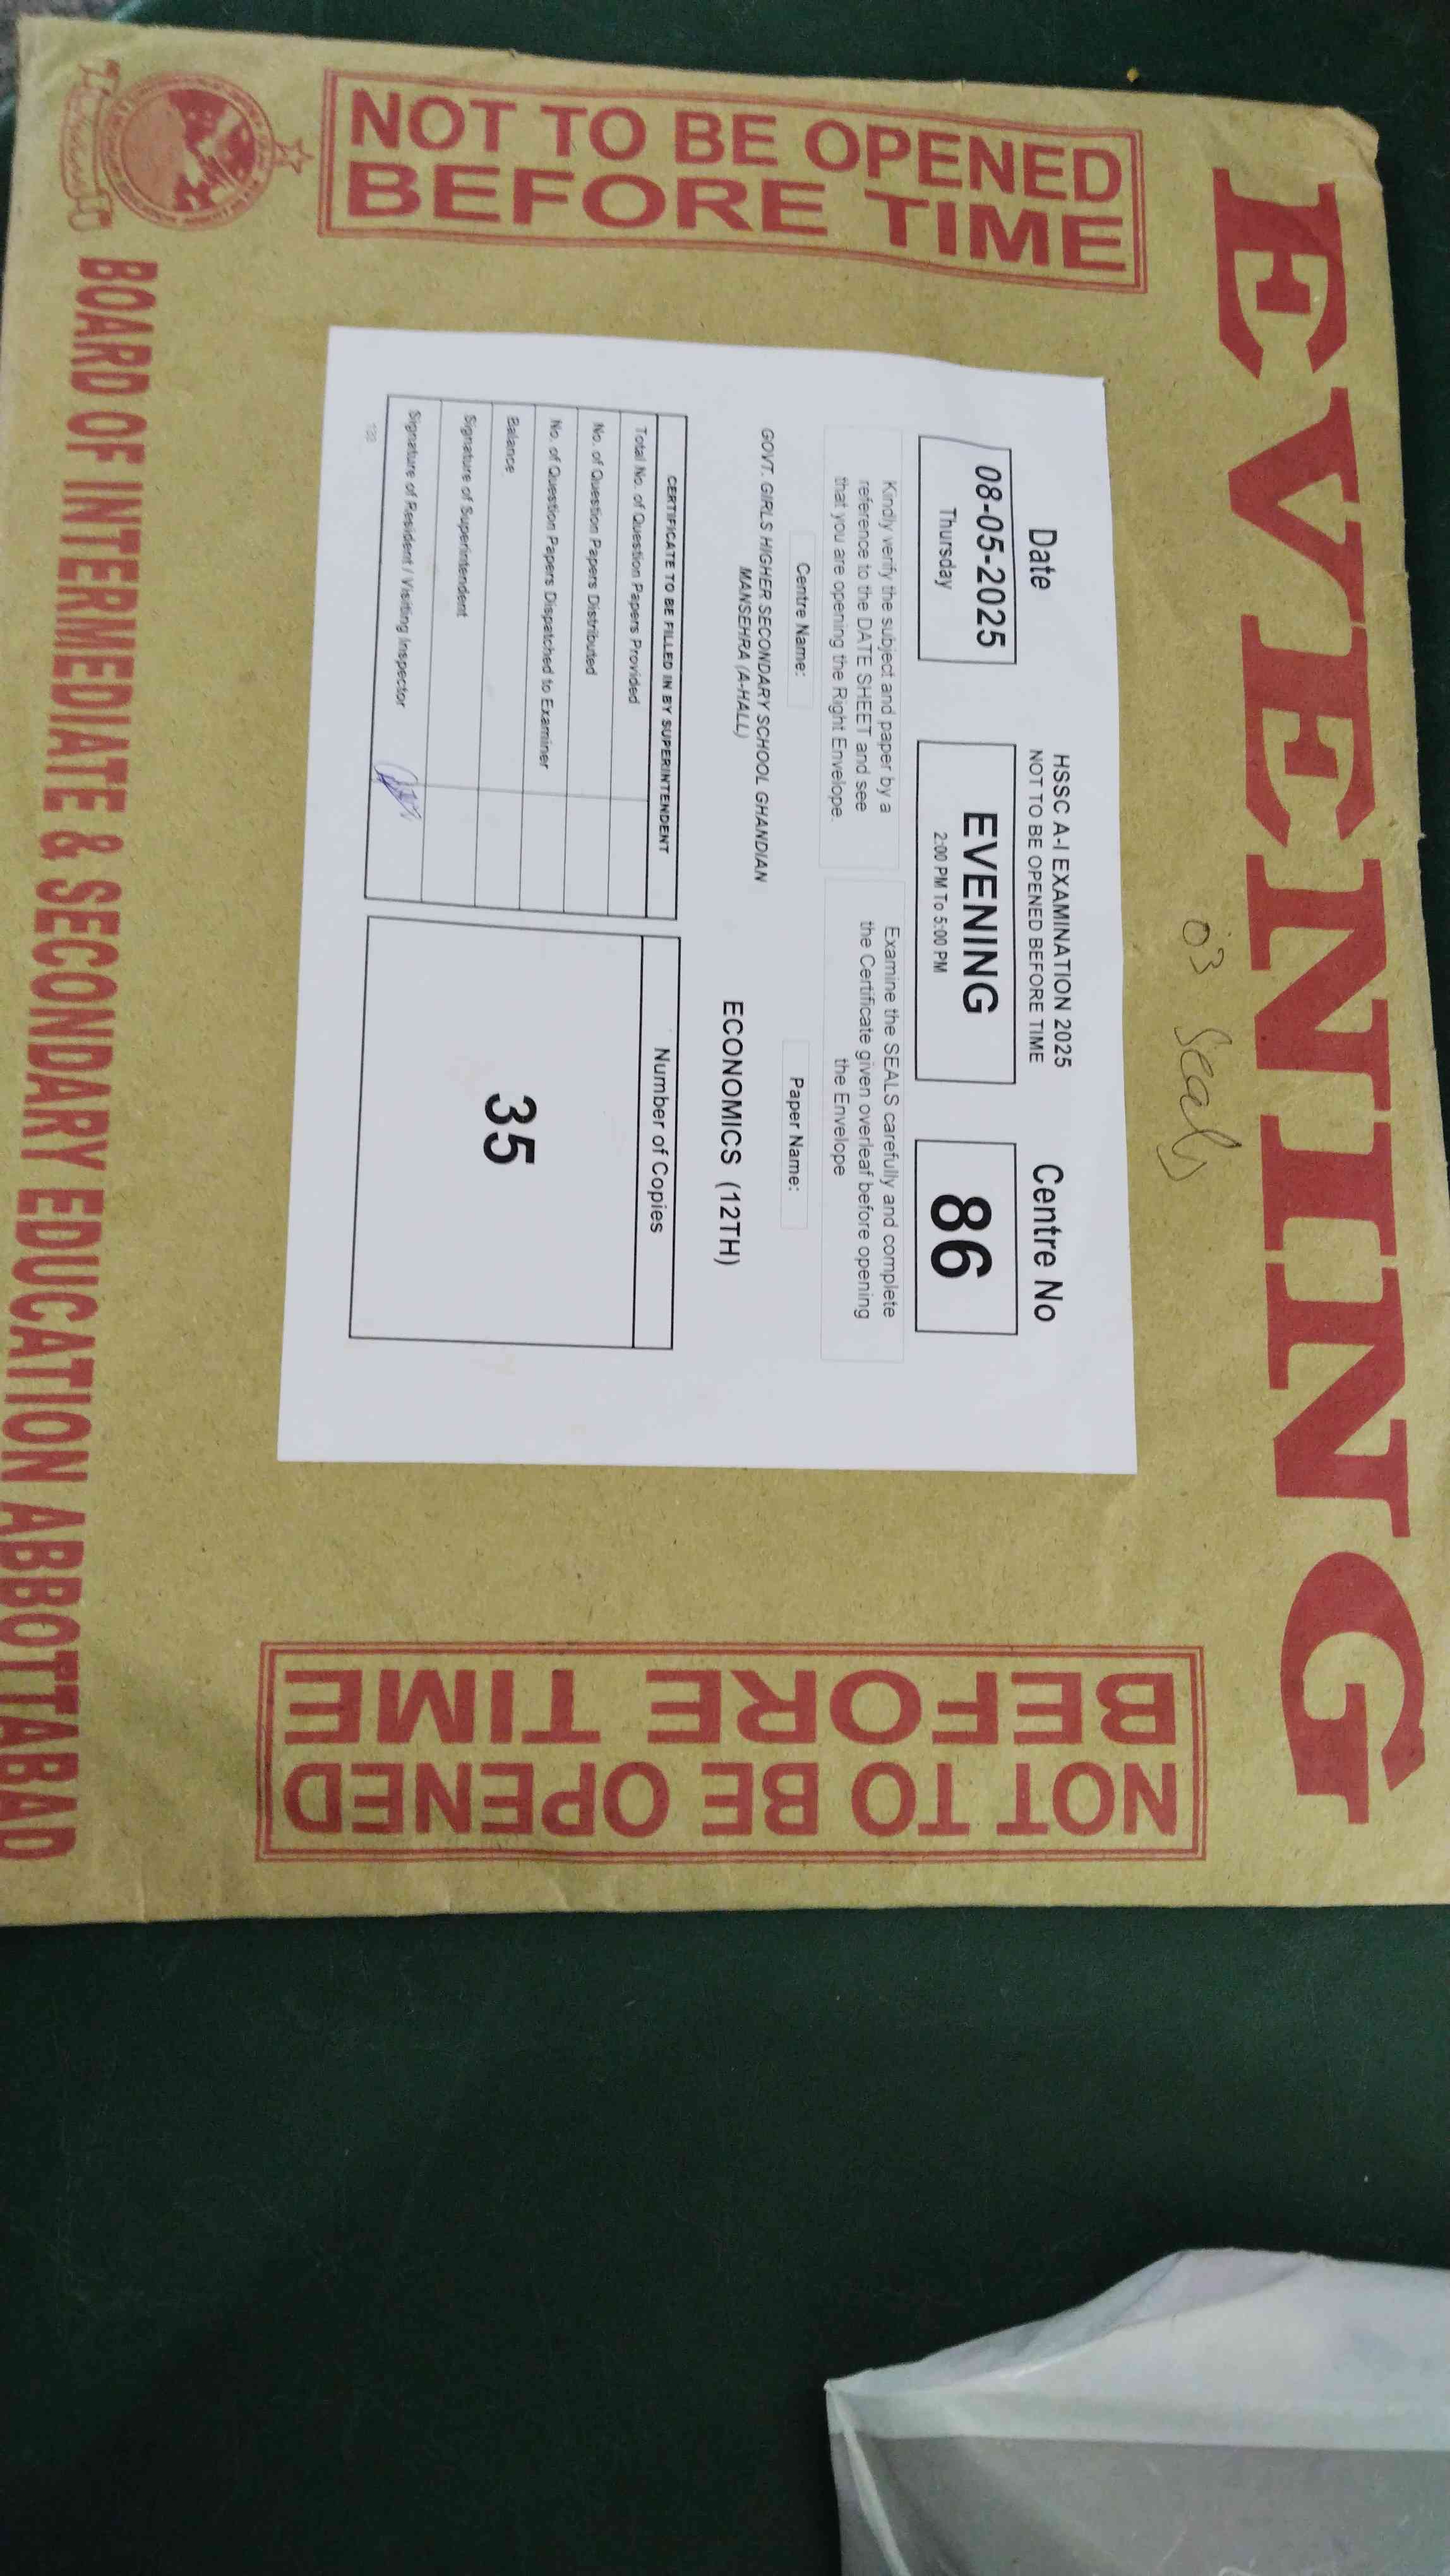 EVENING
03 Seals
NOT TO BE OPENED
BEFORE TIME
Date
HSSC A-I EXAMINATION 2025
NOT TO BE OPENED BEFORE TIME
Centre No
08-05-2025
Thursday
EVENING
2:00 PM To 5:00 PM
86
Kindly verify the subject and paper by a
reference to the DATE SHEET and see
that you are opening the Right Envelope.
Examine the SEALS carefully and complete
the Certificate given overleaf before opening
the Envelope
Centre Name:
Paper Name:
GOVT. GIRLS HIGHER SECONDARY SCHOOL GHANDIAN
MANSEHRA (A-HALL)
ECONOMICS (12TH)
CERTIFICATE TO BE FILLED IN BY SUPERINTENDENT
Total No. of Question Papers Provided
No. of Question Papers Distributed
No. of Question Papers Dispatched to Examiner
Balance
Signature of Superintendent
Signature of Resident / Visiting Inspector
Number of Copies
35
NOT TO BE OPENED
BEFORE TIME
BOARD OF INTERMEDIATE & SECONDARY EDUCATION ABBOTTABAD